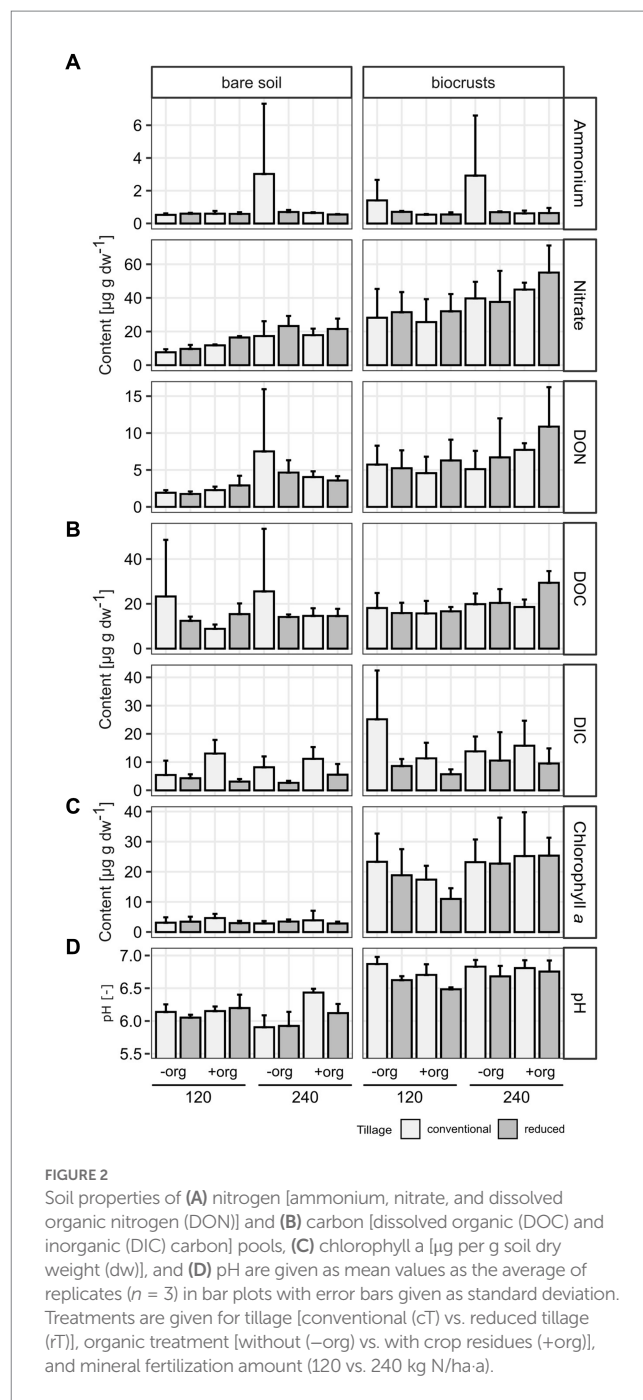 A
bare soil
biocrusts
6
4
2
0
Ammonium
60
40
20
0
Nitrate
Content [µg g dw⁻¹]
15
10
5
0
DON
B
40
20
0
DOC
Content [µg g dw⁻¹]
40
30
20
10
0
DIC
C
40
30
20
10
0
Content [µg g dw⁻¹]
Chlorophyll a
D
7.0
6.5
6.0
5.5
pH [-]
pH
-org +org -org +org -org +org -org +org
120 240 120 240
Tillage conventional reduced
FIGURE 2
Soil properties of (A) nitrogen [ammonium, nitrate, and dissolved
organic nitrogen (DON)] and (B) carbon [dissolved organic (DOC) and
inorganic (DIC) carbon] pools, (C) chlorophyll a [µg per g soil dry
weight (dw)], and (D) pH are given as mean values as the average of
replicates (n = 3) in bar plots with error bars given as standard deviation.
Treatments are given for tillage [conventional (cT) vs. reduced tillage
(rT)], organic treatment [without (−org) vs. with crop residues (+org)],
and mineral fertilization amount (120 vs. 240 kg N/ha·a).